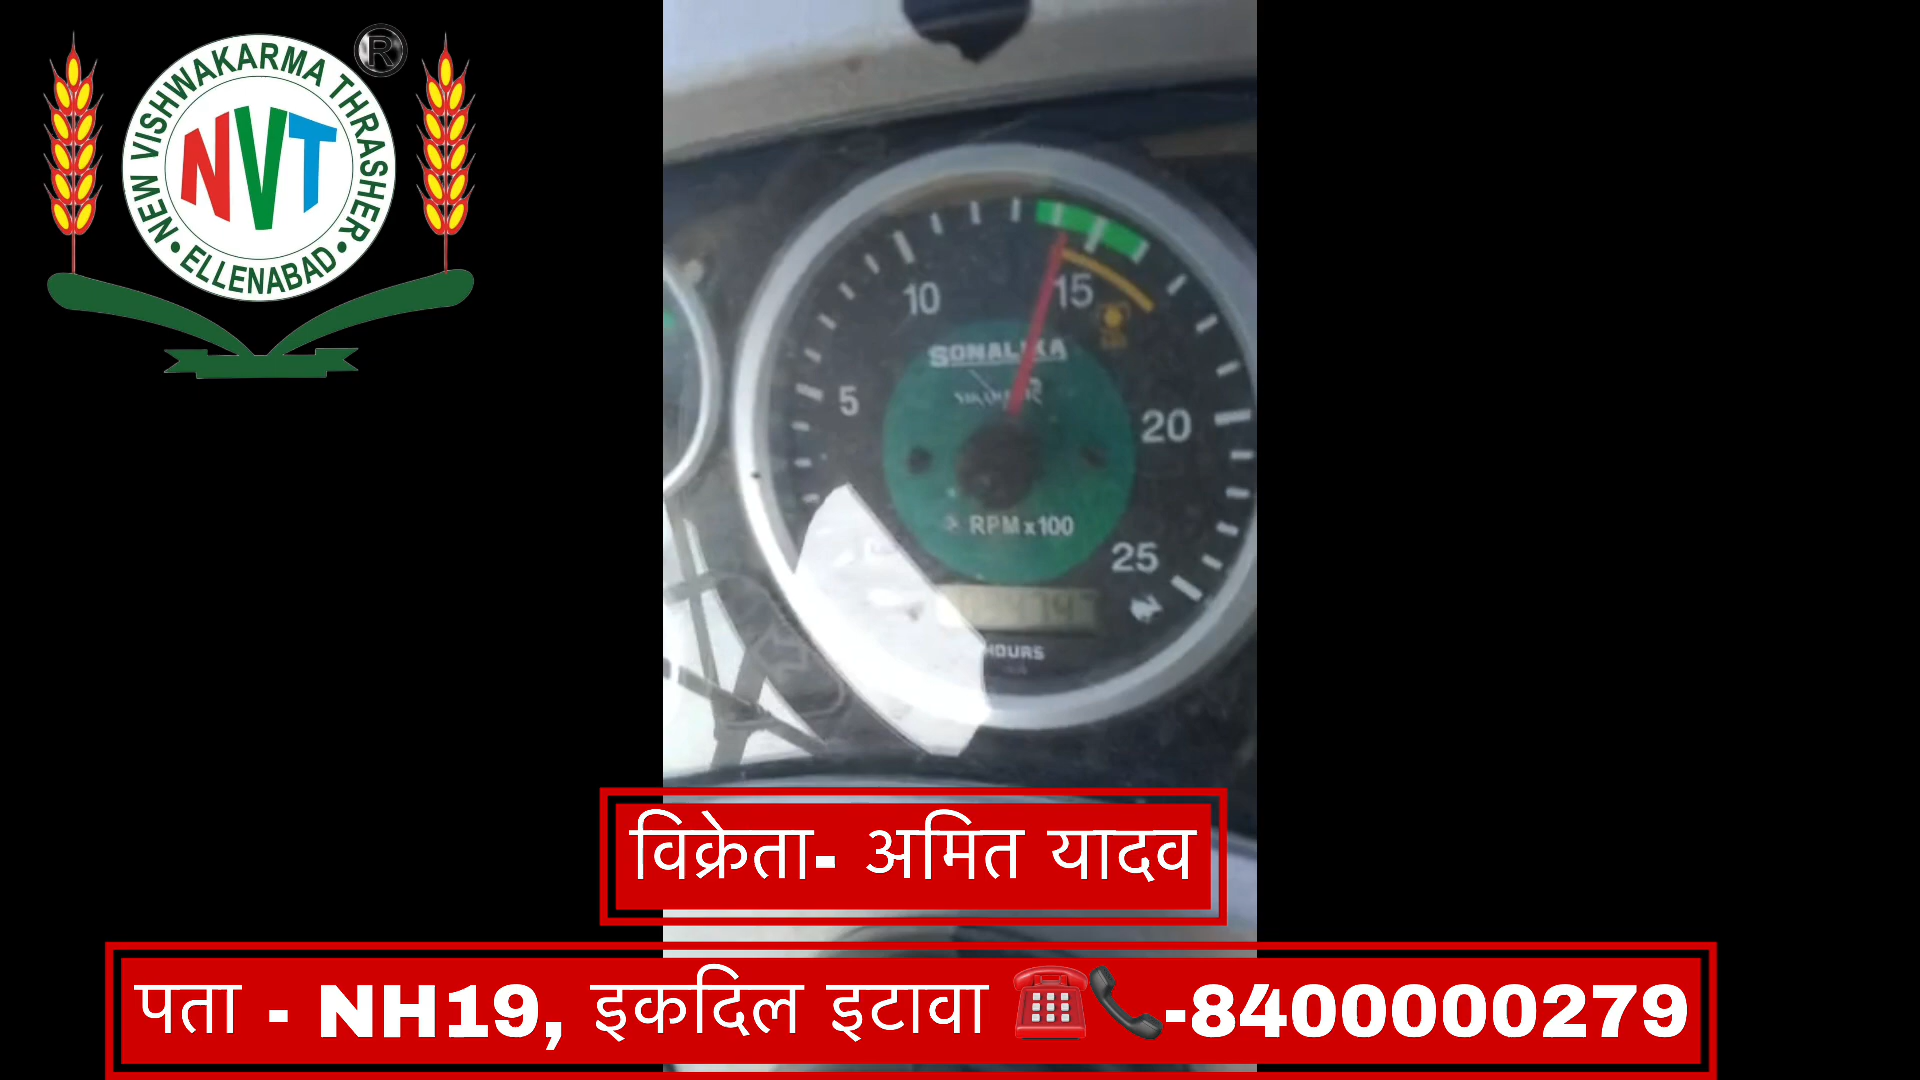 ®
NEW VISHWAKARMA THRASHER
NVT
• ELLENABAD •
5
10
15
20
25
SONALIKA
RPM x 100
HOURS
विक्रेता- अमित यादव
पता - NH19, इकदिल इटावा ☎️📞-8400000279